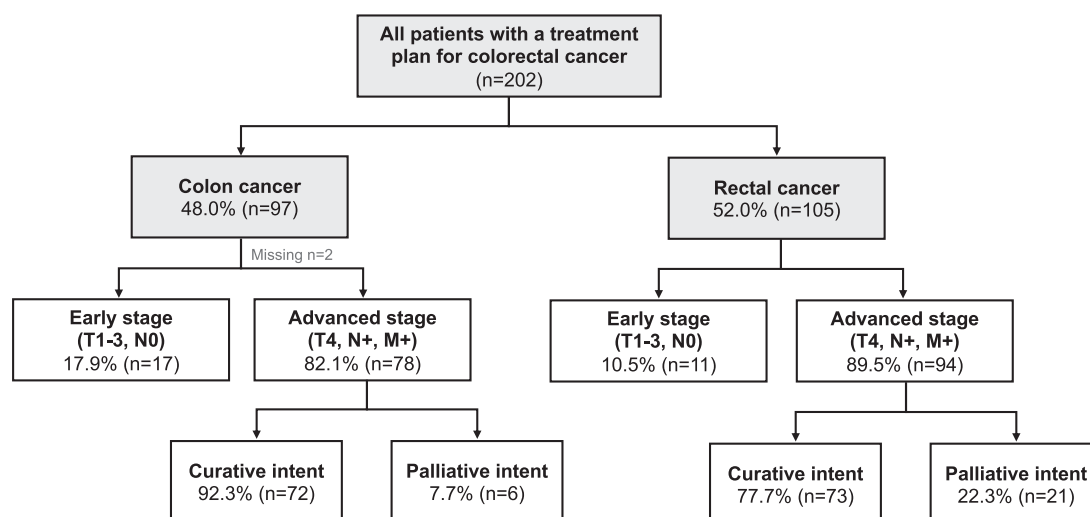 All patients with a treatment
plan for colorectal cancer
(n=202)
Colon cancer
48.0% (n=97)
Rectal cancer
52.0% (n=105)
Missing n=2
Early stage
(T1-3, N0)
17.9% (n=17)
Advanced stage
(T4, N+, M+)
82.1% (n=78)
Early stage
(T1-3, N0)
10.5% (n=11)
Advanced stage
(T4, N+, M+)
89.5% (n=94)
Curative intent
92.3% (n=72)
Palliative intent
7.7% (n=6)
Curative intent
77.7% (n=73)
Palliative intent
22.3% (n=21)